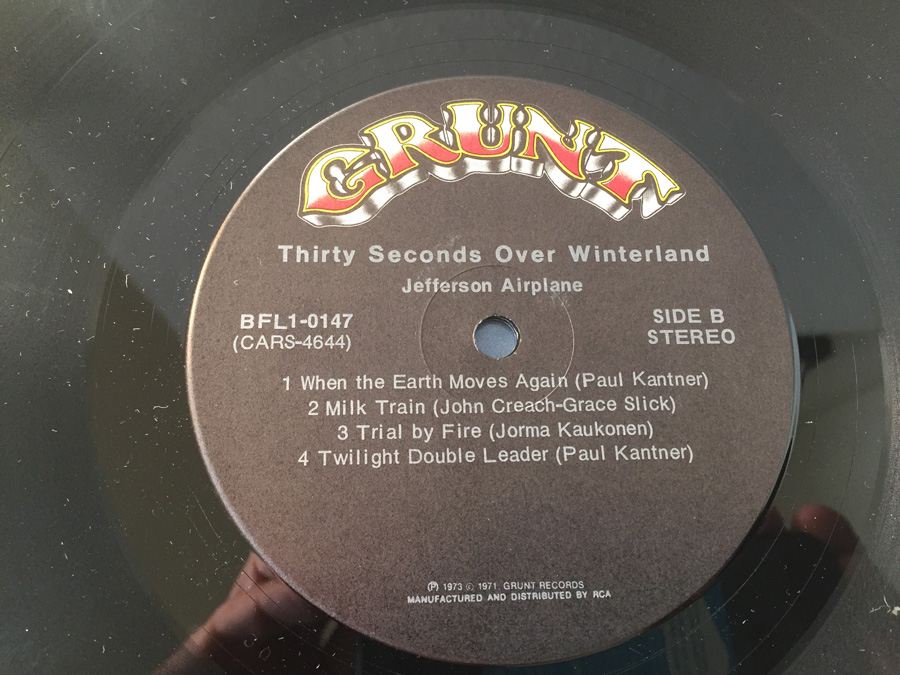 GRUNT
Thirty Seconds Over Winterland
Jefferson Airplane
BFL1-0147
(CARS-4644)
SIDE B
STEREO
1 When the Earth Moves Again (Paul Kantner)
2 Milk Train (John Creach-Grace Slick)
3 Trial by Fire (Jorma Kaukonen)
4 Twilight Double Leader (Paul Kantner)
Ⓟ 1973 © 1971, GRUNT RECORDS
MANUFACTURED AND DISTRIBUTED BY RCA